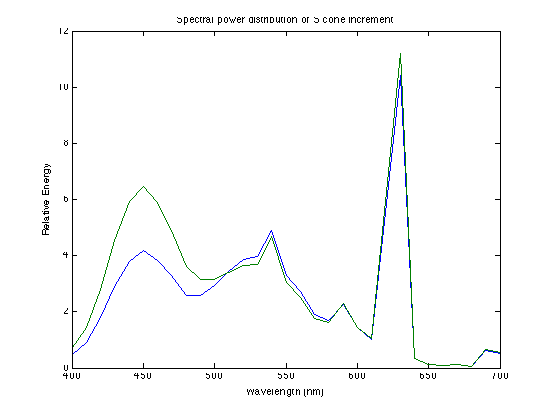 Spectral power distribution of S cone increment
12
10
8
6
4
2
0
Relative Energy
400 450 500 550 600 650 700
Wavelength (nm)